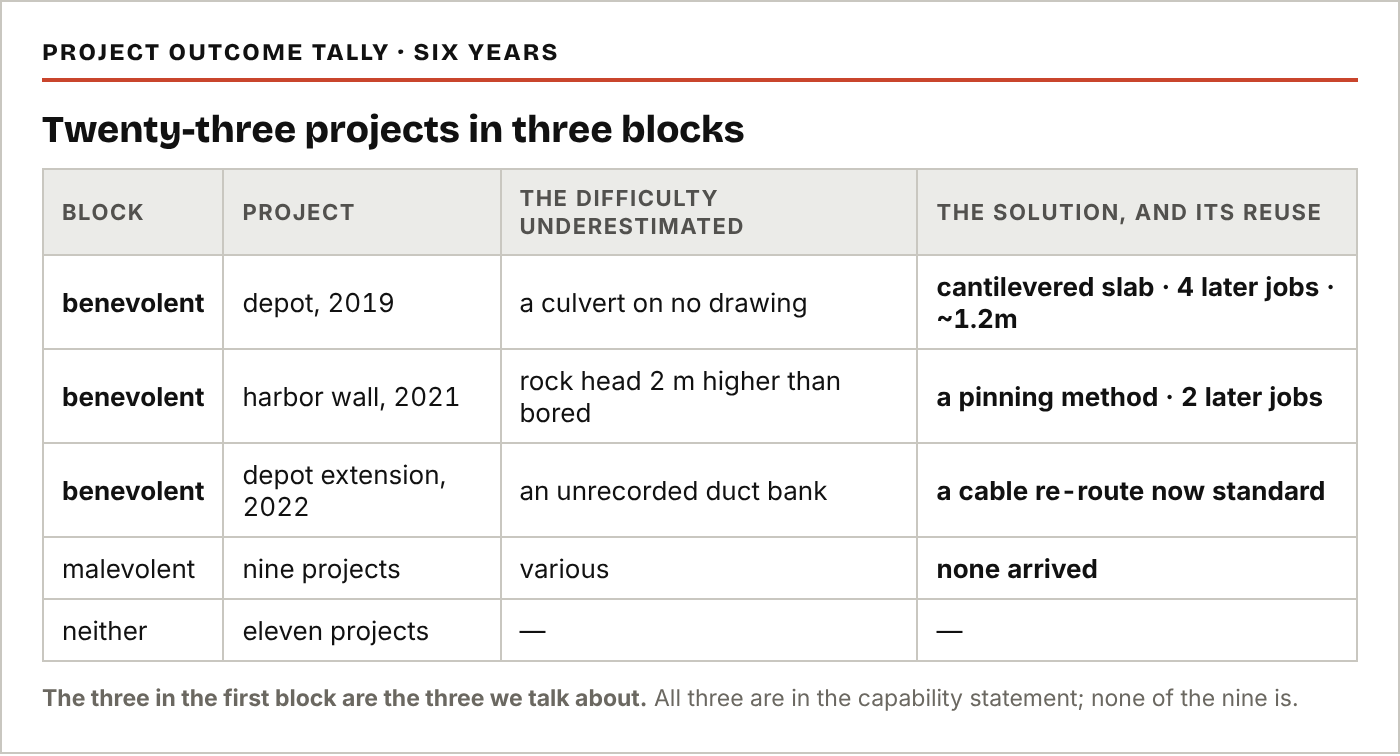 PROJECT OUTCOME TALLY · SIX YEARS
Twenty-three projects in three blocks
BLOCK
PROJECT
THE DIFFICULTY
UNDERESTIMATED
THE SOLUTION, AND ITS REUSE
benevolent
depot, 2019
a culvert on no drawing
cantilevered slab · 4 later jobs ·
~1.2m
benevolent
harbor wall, 2021
rock head 2 m higher than
bored
a pinning method · 2 later jobs
benevolent
depot extension,
2022
an unrecorded duct bank
a cable re-route now standard
malevolent
nine projects
various
none arrived
neither
eleven projects
—
—
The three in the first block are the three we talk about. All three are in the capability statement; none of the nine is.